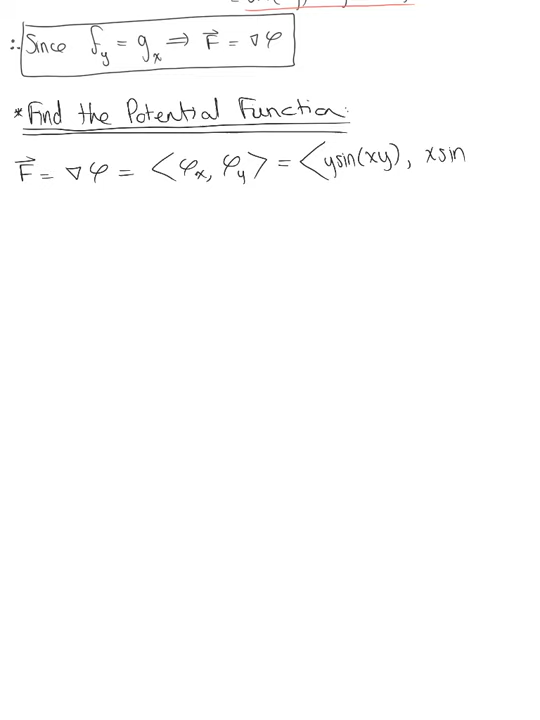 ∴ Since f_y = g_x ⇒ F⃗ = ∇φ
* Find the Potential Function:
F⃗ = ∇φ = <φ_x, φ_y> = <ysin(xy), xsin